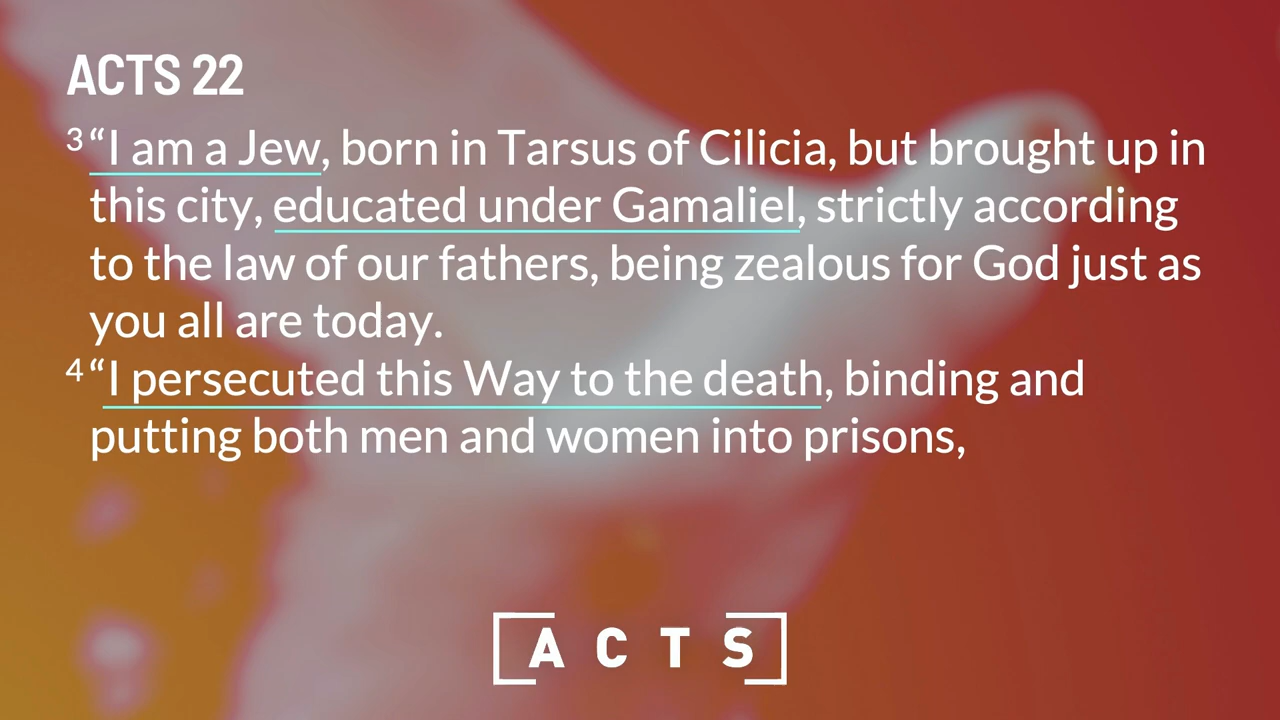 ACTS 22
3 “I am a Jew, born in Tarsus of Cilicia, but brought up in
this city, educated under Gamaliel, strictly according
to the law of our fathers, being zealous for God just as
you all are today.
4 “I persecuted this Way to the death, binding and
putting both men and women into prisons,
ACTS